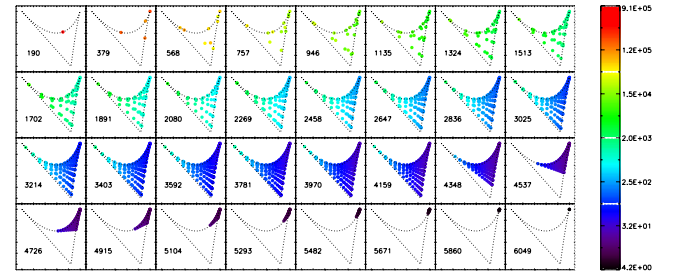 190 379 568 757 946 1135 1324 1513
1702 1891 2080 2269 2458 2647 2836 3025
3214 3403 3592 3781 3970 4159 4348 4537
4726 4915 5104 5293 5482 5671 5860 6049
9.1E+05
1.2E+05
1.5E+04
2.0E+03
2.5E+02
3.2E+01
4.2E+00